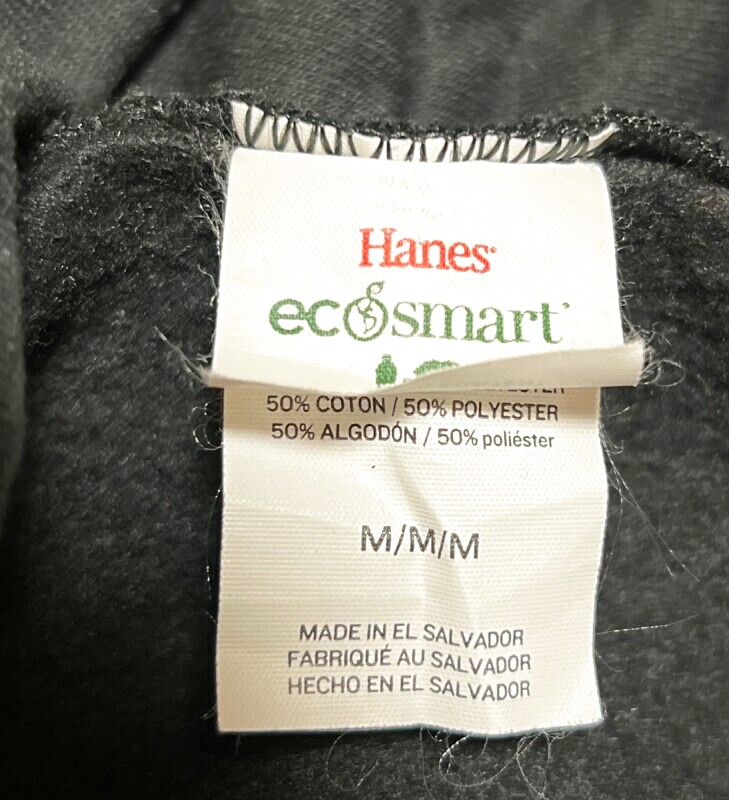 Hanes
ecosmart
50% COTON / 50% POLYESTER
50% ALGODÓN / 50% poliéster
M/M/M
MADE IN EL SALVADOR
FABRIQUÉ AU SALVADOR
HECHO EN EL SALVADOR